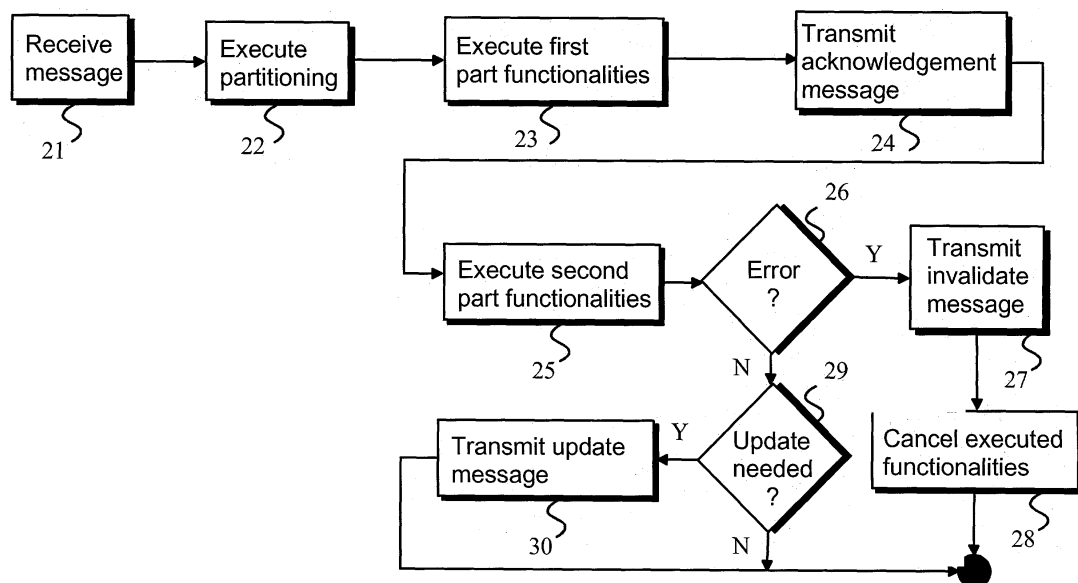 Receive
message
21
Execute
partitioning
22
Execute first
part functionalities
23
Transmit
acknowledgement
message
24
Execute second
part functionalities
25
Error
?
26
Y
N
Transmit
invalidate
message
27
Cancel executed
functionalities
28
Update
needed
?
29
Y
N
Transmit update
message
30